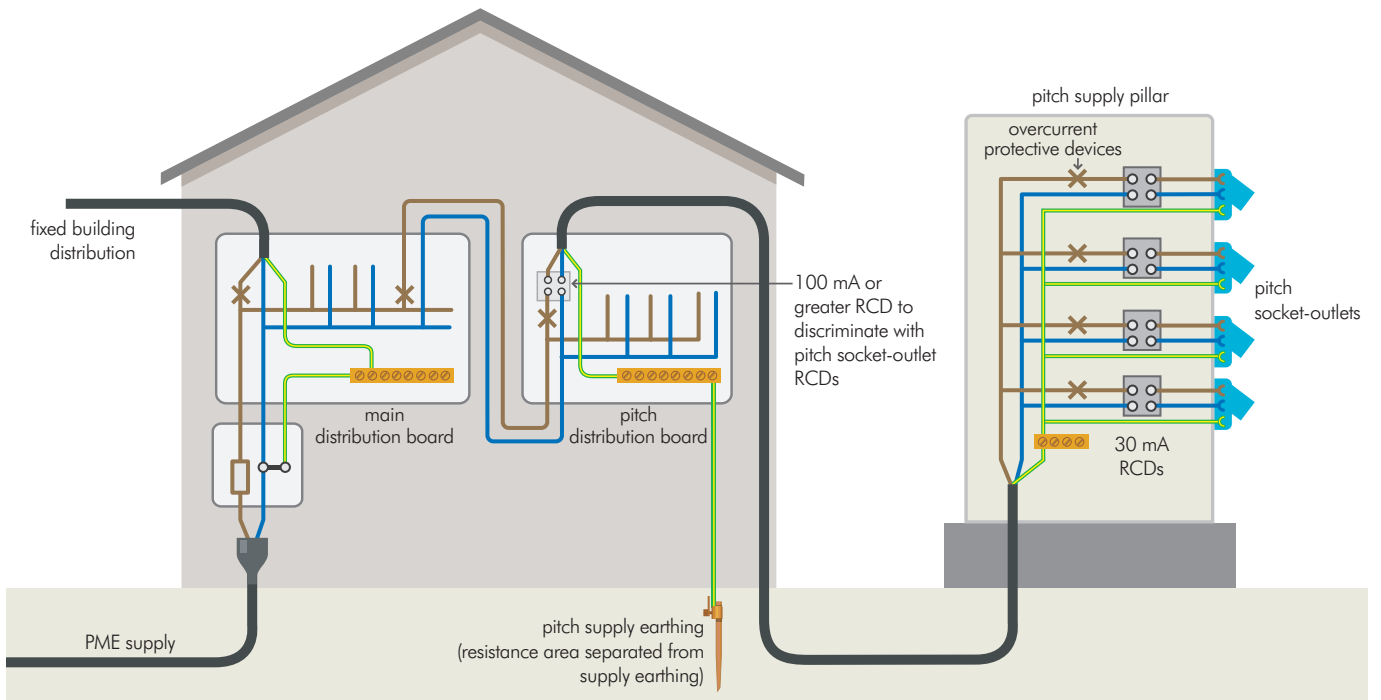 pitch supply pillar
overcurrent
protective devices
fixed building
distribution
100 mA or
greater RCD to
discriminate with
pitch socket-outlet
RCDs
pitch
socket-outlets
main
distribution board
pitch
distribution board
30 mA
RCDs
PME supply
pitch supply earthing
(resistance area separated from
supply earthing)